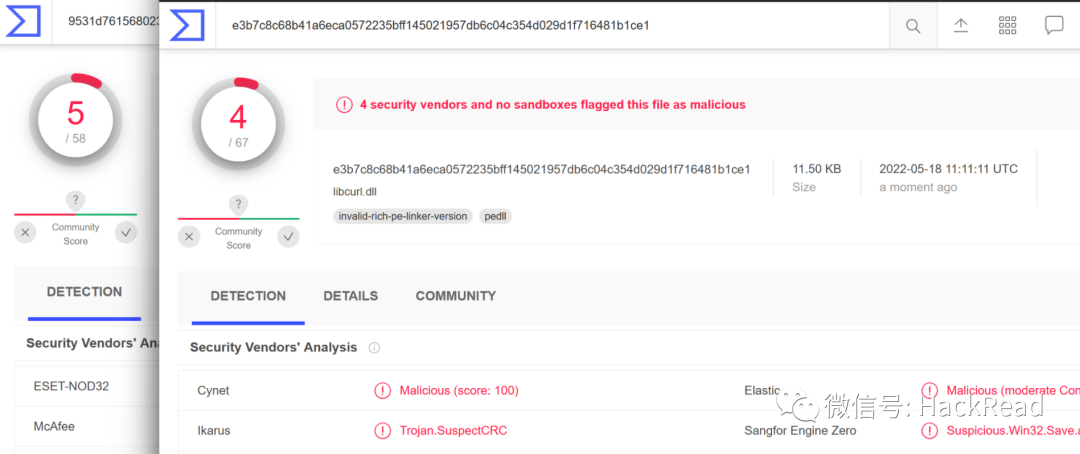 9531d76156802
5
/ 58
?
Community
Score
DETECTION
Security Vendors' An
ESET-NOD32
McAfee
e3b7c8c68b41a6eca0572235bff145021957db6c04c354d029d1f716481b1ce1
4
/ 67
?
Community
Score
4 security vendors and no sandboxes flagged this file as malicious
e3b7c8c68b41a6eca0572235bff145021957db6c04c354d029d1f716481b1ce1
libcurl.dll
invalid-rich-pe-linker-version pedll
11.50 KB
Size
2022-05-18 11:11:11 UTC
a moment ago
DETECTION DETAILS COMMUNITY
Security Vendors' Analysis
Cynet Malicious (score: 100) Elastic Malicious (moderate Con
Ikarus Trojan.SuspectCRC Sangfor Engine Zero Suspicious.Win32.Save.a
微信号: HackRead